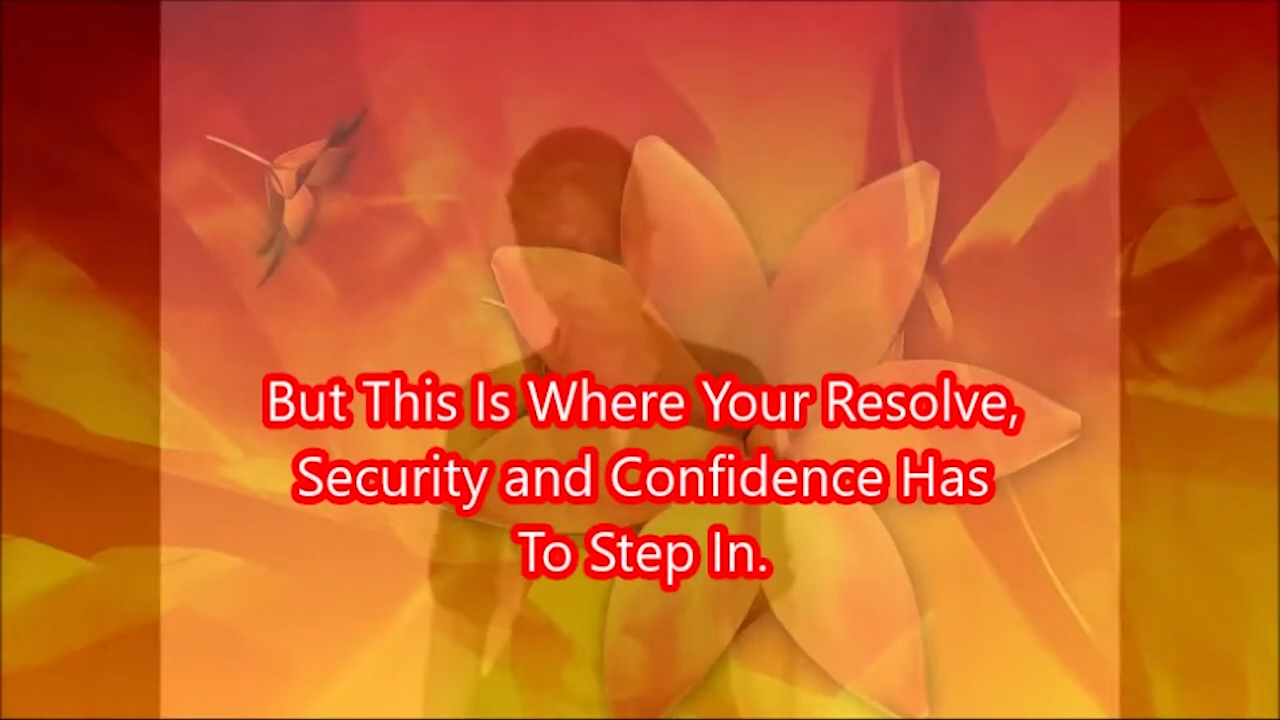 But This Is Where Your Resolve,
Security and Confidence Has
To Step In.